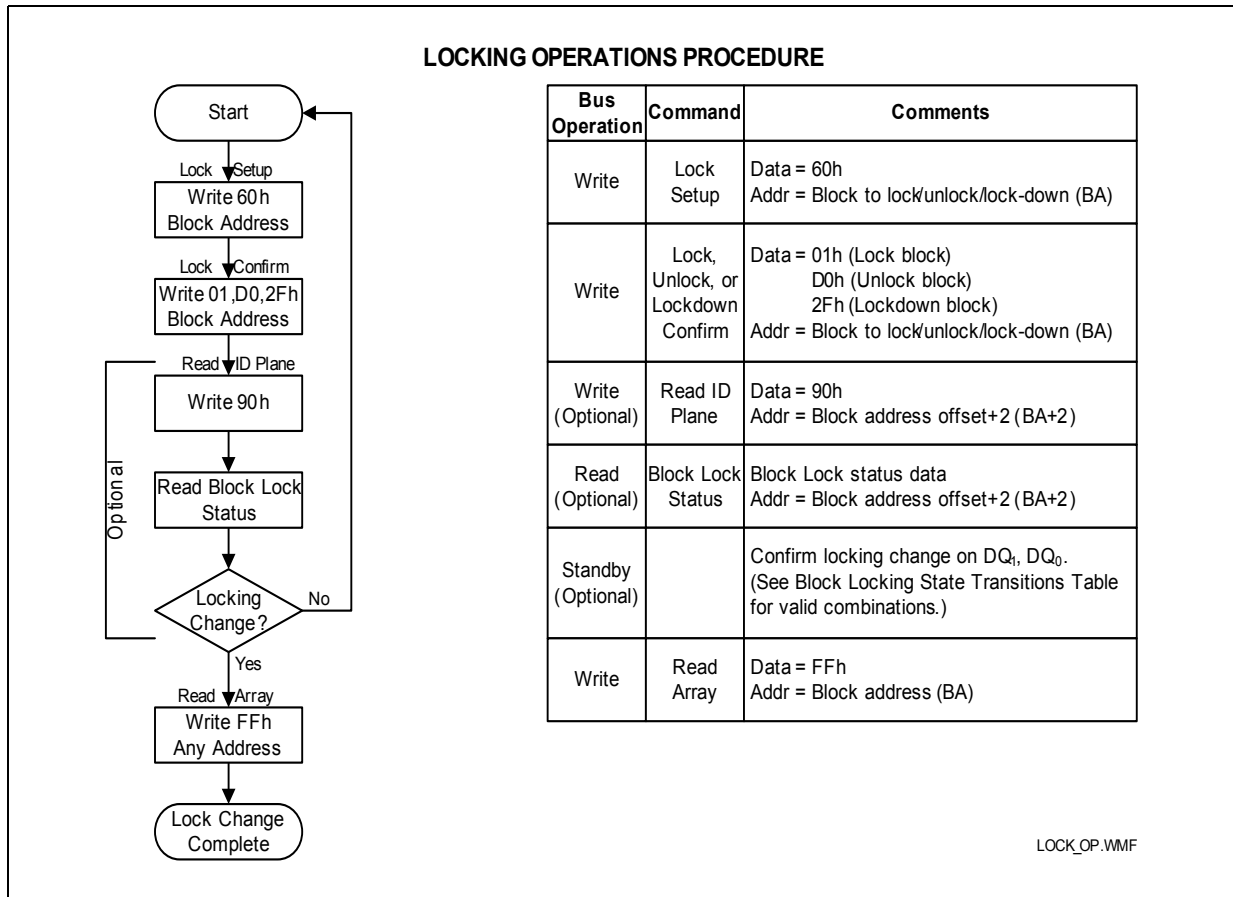 LOCKING OPERATIONS PROCEDURE
Start
Lock Setup
Write 60h
Block Address
Lock Confirm
Write 01,D0,2Fh
Block Address
Read ID Plane
Write 90h
Optional
Read Block Lock
Status
Locking
Change?
No
Yes
Read Array
Write FFh
Any Address
Lock Change
Complete
Bus
Operation
Command
Comments
Write
Lock
Setup
Data = 60h
Addr = Block to lock/unlock/lock-down (BA)
Write
Lock,
Unlock, or
Lockdown
Confirm
Data = 01h (Lock block)
D0h (Unlock block)
2Fh (Lockdown block)
Addr = Block to lock/unlock/lock-down (BA)
Write
(Optional)
Read ID
Plane
Data = 90h
Addr = Block address offset+2 (BA+2)
Read
(Optional)
Block Lock
Status
Block Lock status data
Addr = Block address offset+2 (BA+2)
Standby
(Optional)
Confirm locking change on DQ₁, DQ₀.
(See Block Locking State Transitions Table
for valid combinations.)
Write
Read
Array
Data = FFh
Addr = Block address (BA)
LOCK_OP.WMF